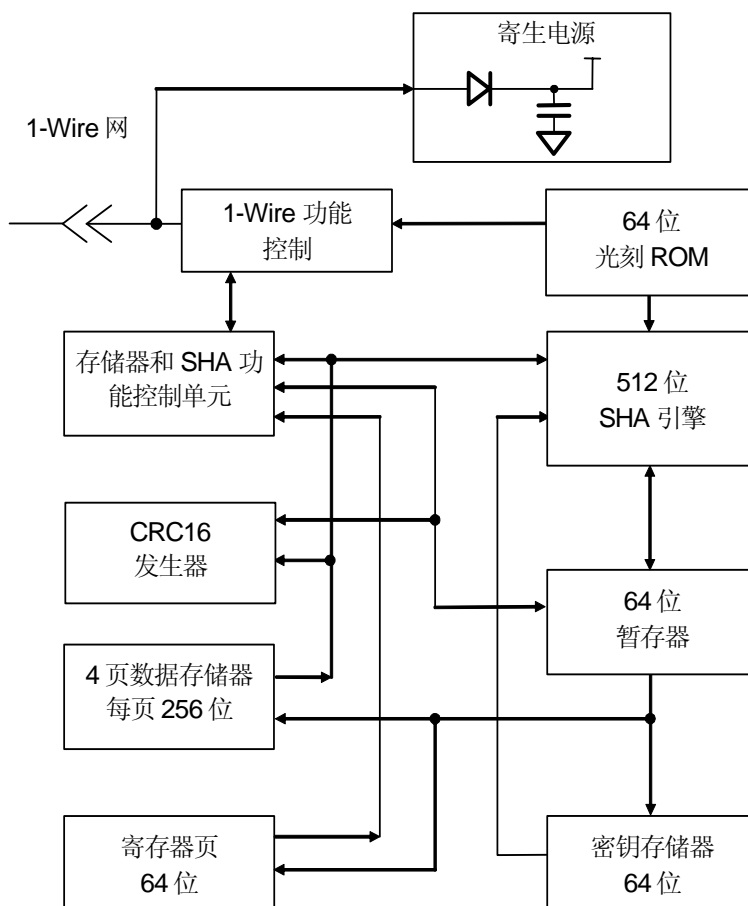 寄生电源
1-Wire 网
1-Wire 功能
控制
64 位
光刻 ROM
存储器和 SHA 功
能控制单元
512 位
SHA 引擎
CRC16
发生器
64 位
暂存器
4 页数据存储器
每页 256 位
寄存器页
64 位
密钥存储器
64 位